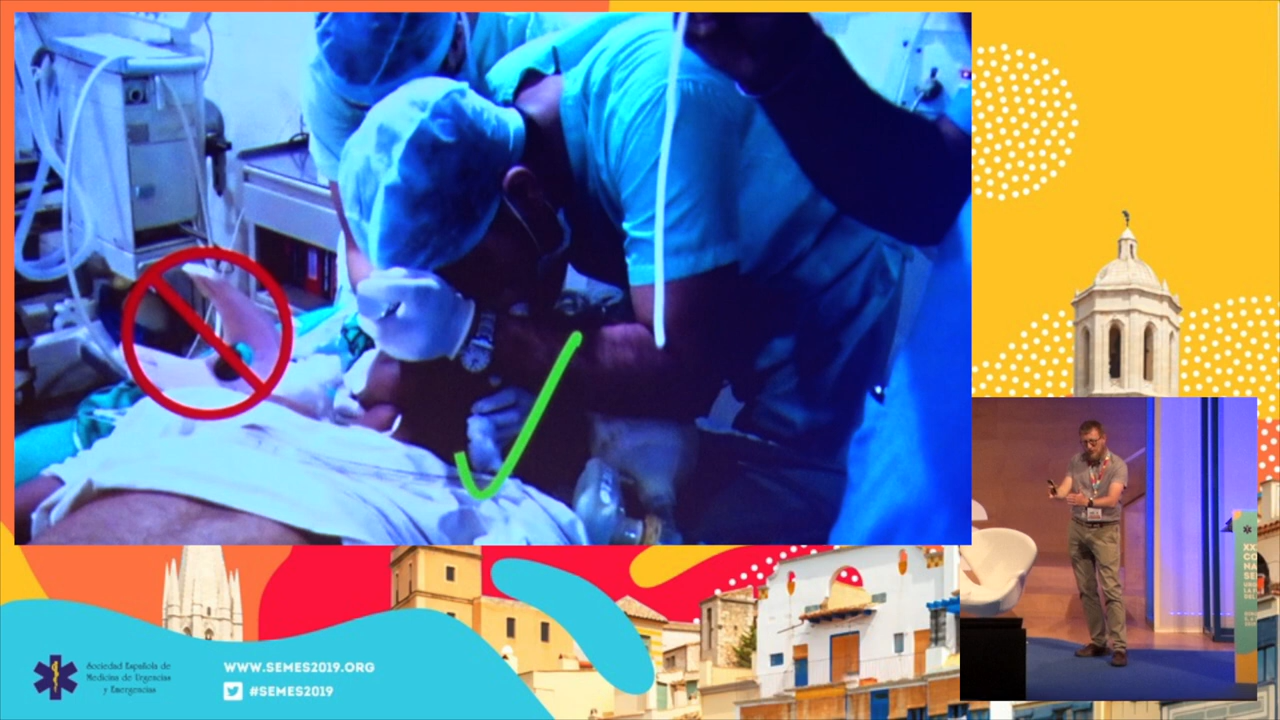 Sociedad Española de
Medicina de Urgencias
y Emergencias
WWW.SEMES2019.ORG
#SEMES2019